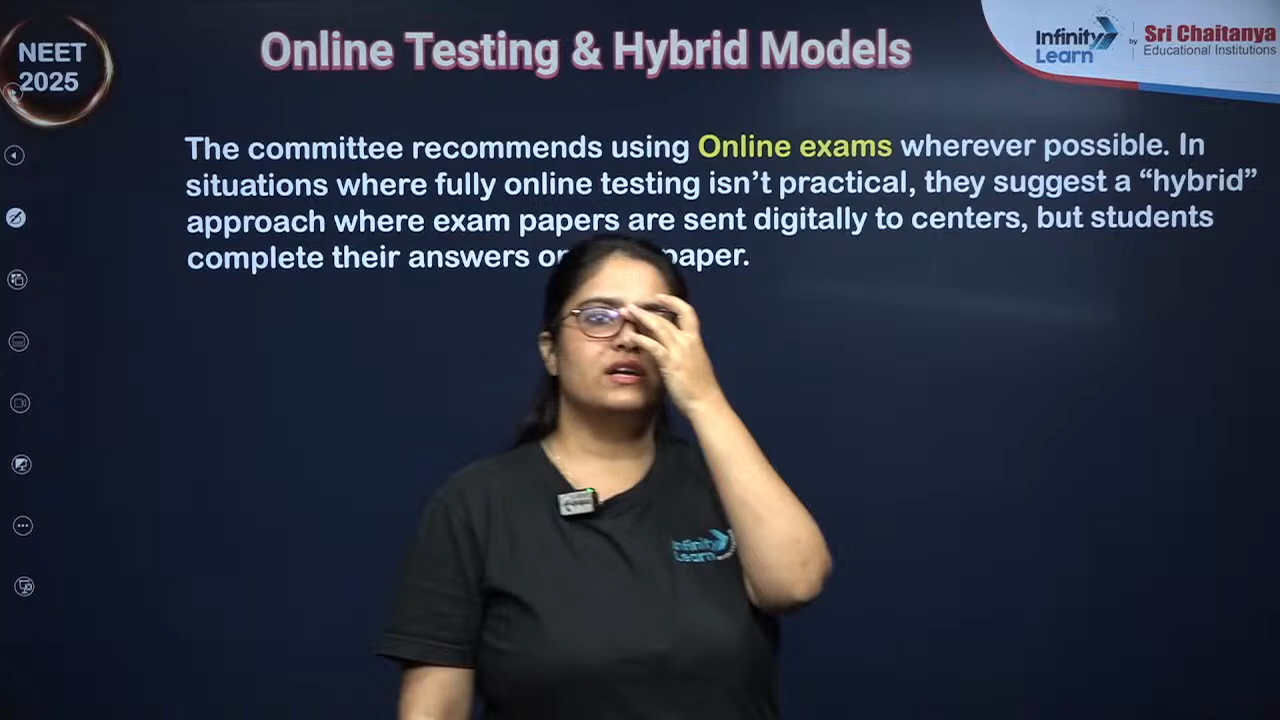 NEET
2025
Online Testing & Hybrid Models
Infinity
Learn
by
Sri Chaitanya
Educational Institutions
The committee recommends using Online exams wherever possible. In
situations where fully online testing isn't practical, they suggest a “hybrid”
approach where exam papers are sent digitally to centers, but students
complete their answers paper.
Infinity
Learn